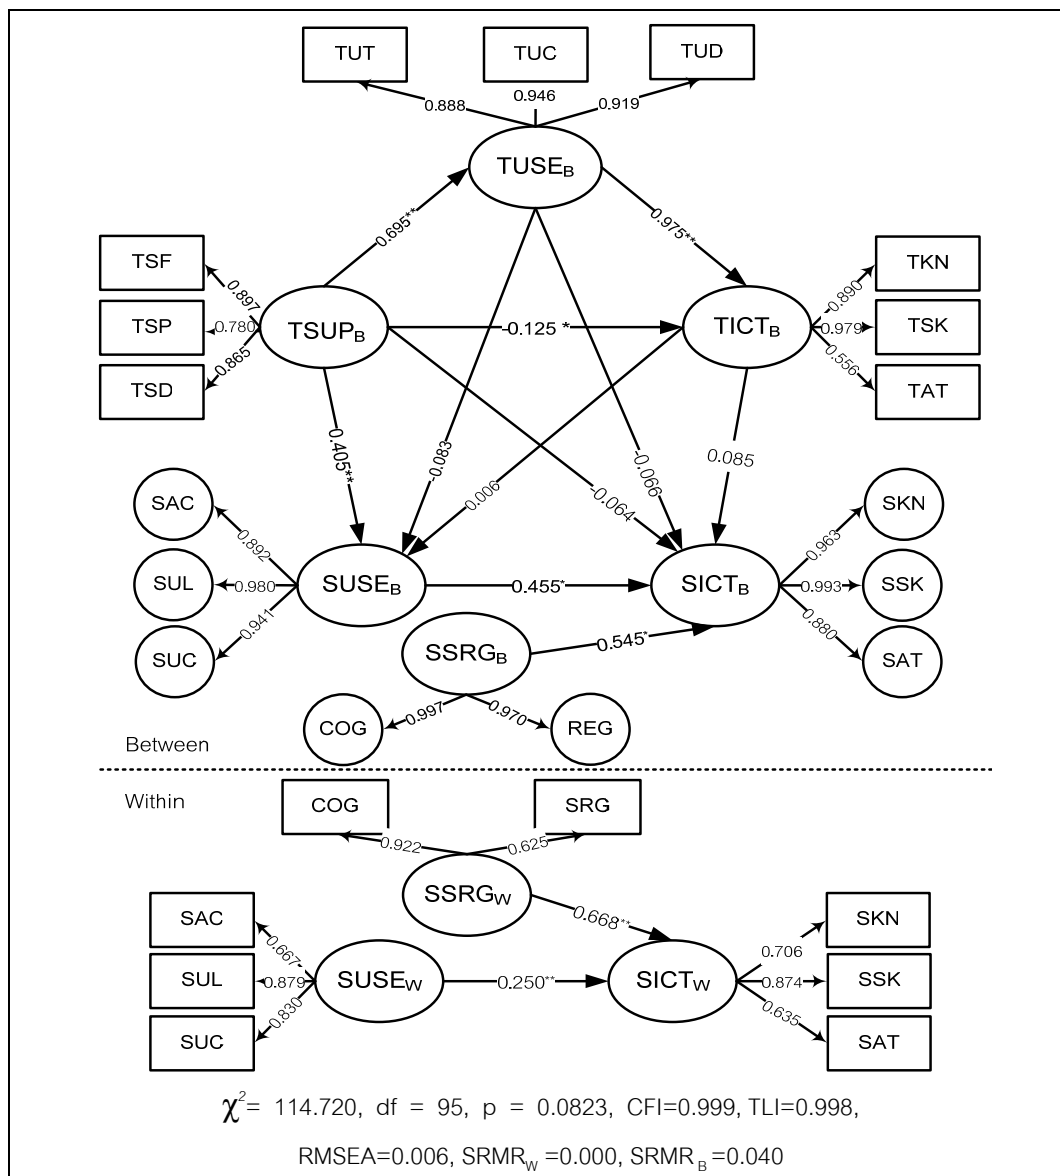 TUT
TUC
TUD
0.888
0.946
0.919
TUSE_B
0.695**
0.975**
TSF
TSP
TSD
0.897
0.780
0.865
TSUP_B
-0.125 *
TICT_B
0.890
0.979
0.556
TKN
TSK
TAT
0.405**
-0.083
0.006
-0.064
-0.066
0.085
SAC
SUL
SUC
0.892
0.980
0.941
SUSE_B
0.455*
SICT_B
0.963
0.993
0.880
SKN
SSK
SAT
SSRG_B
0.545*
0.997
0.970
COG
REG
Between
Within
COG
SRG
0.922
0.625
SSRG_W
0.668**
SAC
SUL
SUC
0.667
0.879
0.830
SUSE_W
0.250**
SICT_W
0.706
0.874
0.635
SKN
SSK
SAT
χ²= 114.720, df = 95, p = 0.0823, CFI=0.999, TLI=0.998,
RMSEA=0.006, SRMR_W =0.000, SRMR_B =0.040